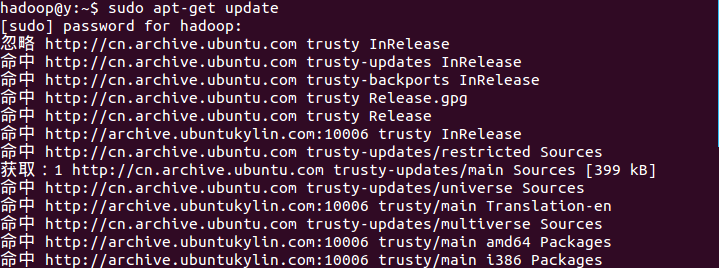 hadoop@y:~$ sudo apt-get update
[sudo] password for hadoop:
忽略 http://cn.archive.ubuntu.com trusty InRelease
命中 http://cn.archive.ubuntu.com trusty-updates InRelease
命中 http://cn.archive.ubuntu.com trusty-backports InRelease
命中 http://cn.archive.ubuntu.com trusty Release.gpg
命中 http://cn.archive.ubuntu.com trusty Release
命中 http://archive.ubuntukylin.com:10006 trusty InRelease
命中 http://cn.archive.ubuntu.com trusty-updates/restricted Sources
获取：1 http://cn.archive.ubuntu.com trusty-updates/main Sources [399 kB]
命中 http://cn.archive.ubuntu.com trusty-updates/universe Sources
命中 http://archive.ubuntukylin.com:10006 trusty/main Translation-en
命中 http://cn.archive.ubuntu.com trusty-updates/multiverse Sources
命中 http://archive.ubuntukylin.com:10006 trusty/main amd64 Packages
命中 http://archive.ubuntukylin.com:10006 trusty/main i386 Packages